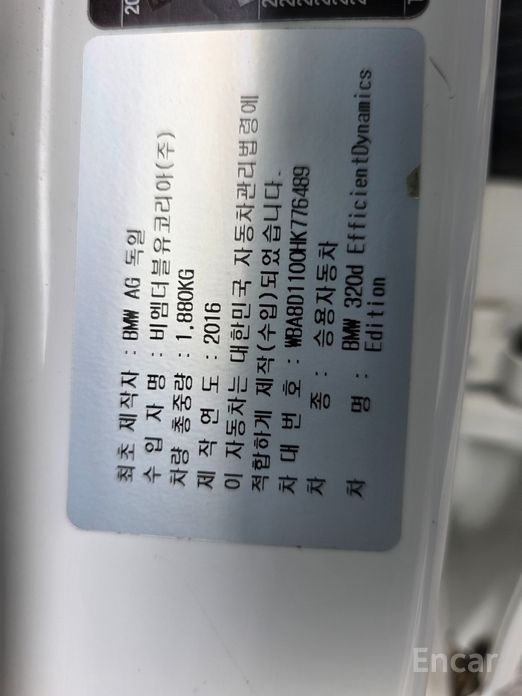 최초 제작자 : BMW AG 독일
수 입 자 명 : 비엠더블유코리아(주)
차량 총중량 : 1,880KG
제 작 연 도 : 2016
이 자동차는 대한민국 자동차관리법령에
적합하게 제작(수입)되었습니다.
차 대 번 호 : WBA8D1100HK776489
차 종 : 승용자동차
차 명 : BMW 320d EfficientDynamics
Edition
Encar